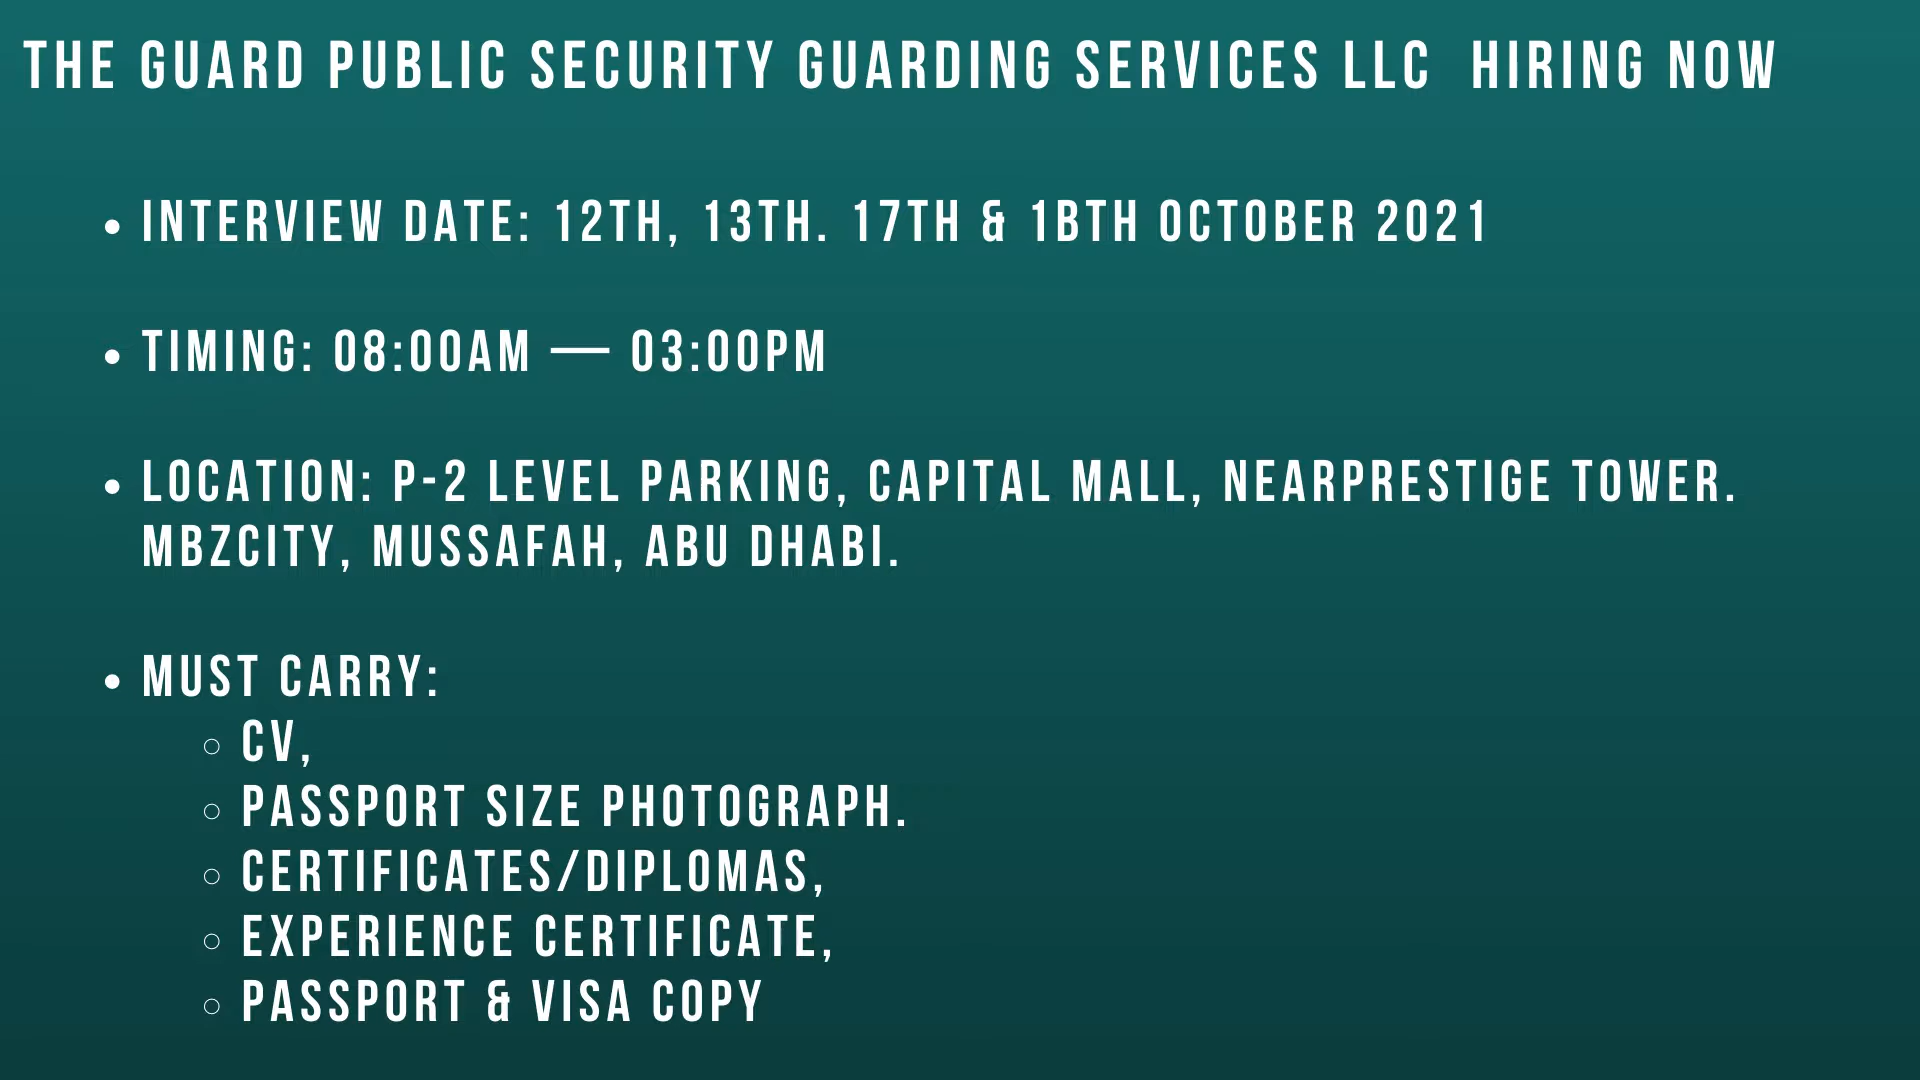 THE GUARD PUBLIC SECURITY GUARDING SERVICES LLC HIRING NOW
INTERVIEW DATE: 12TH, 13TH. 17TH & 1BTH OCTOBER 2021
TIMING: 08:00AM — 03:00PM
LOCATION: P-2 LEVEL PARKING, CAPITAL MALL, NEARPRESTIGE TOWER.
MBZCITY, MUSSAFAH, ABU DHABI.
MUST CARRY:
CV,
PASSPORT SIZE PHOTOGRAPH.
CERTIFICATES/DIPLOMAS,
EXPERIENCE CERTIFICATE,
PASSPORT & VISA COPY